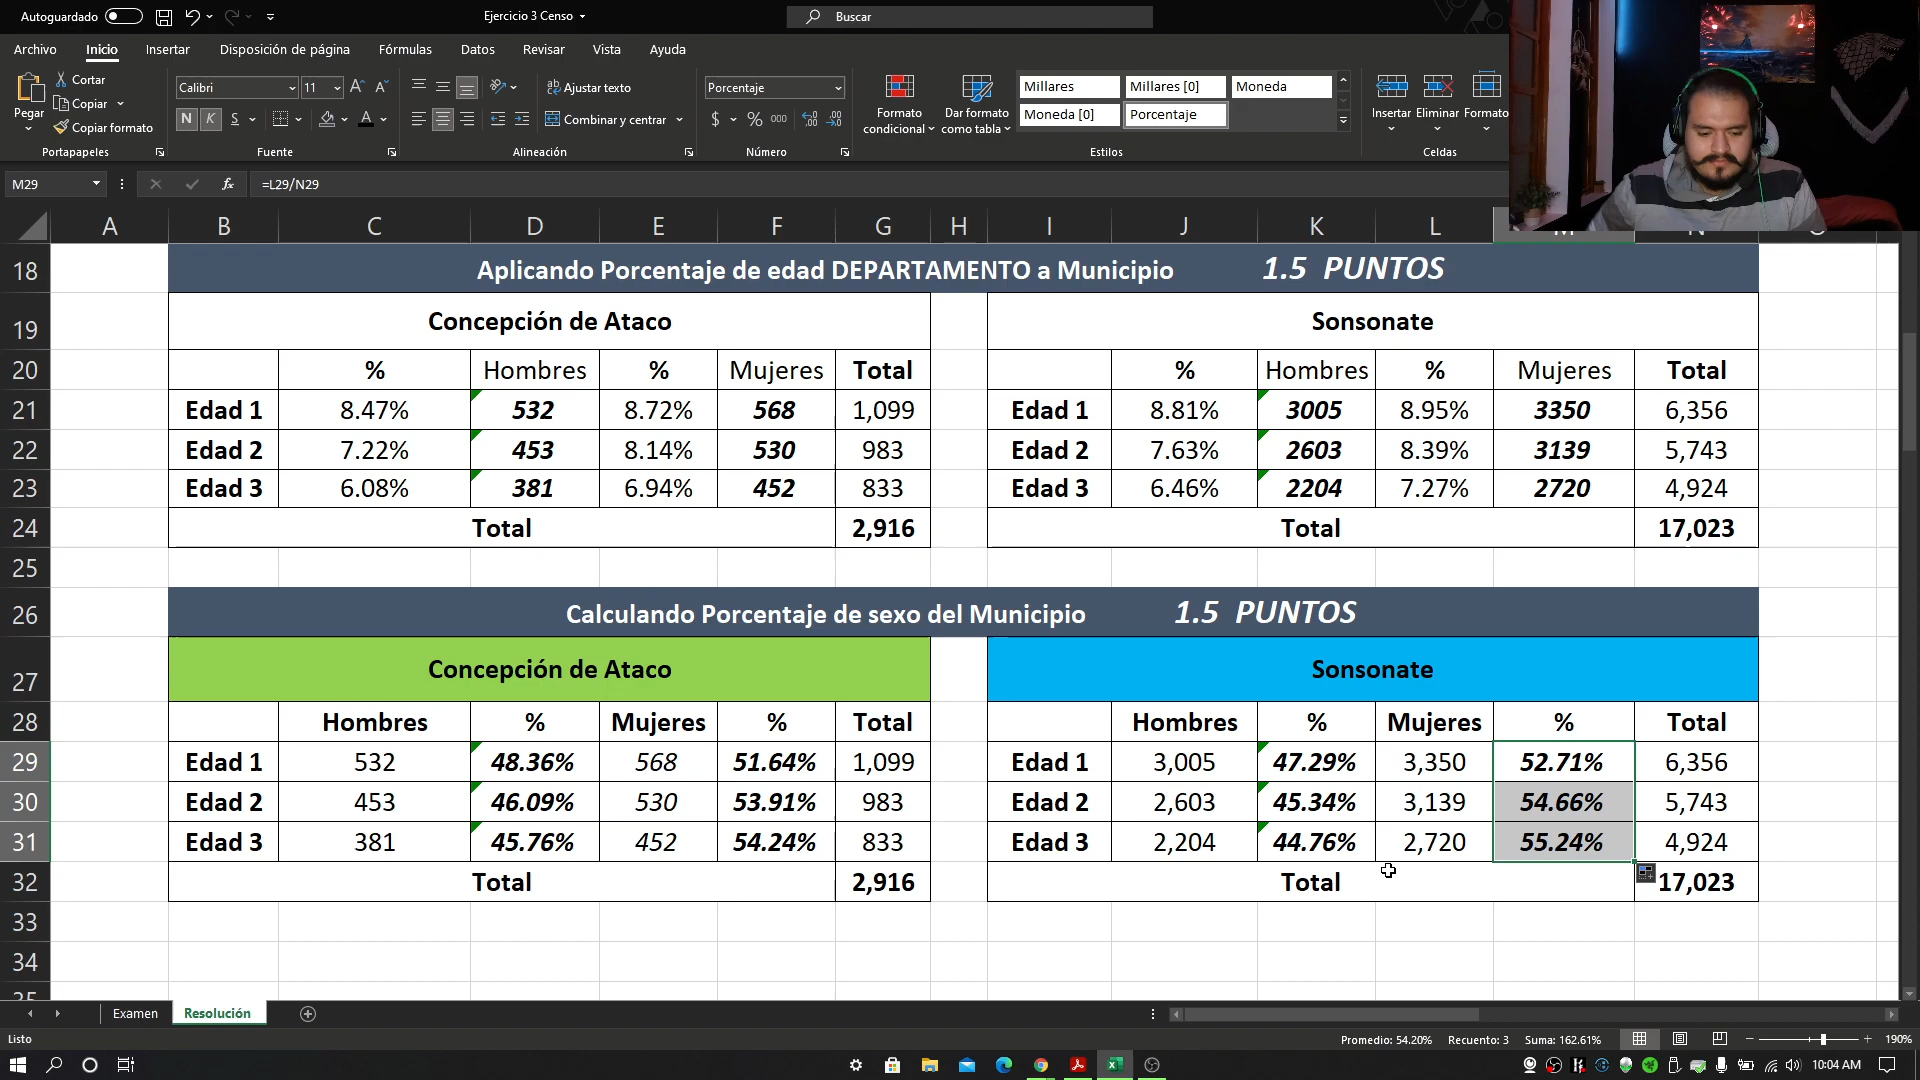 Autoguardado
Ejercicio 3 Censo
Buscar
Archivo Inicio Insertar Disposición de página Fórmulas Datos Revisar Vista Ayuda
Pegar
Cortar
Copiar
Copiar formato
Portapapeles
Calibri 11
N K S
Fuente
Ajustar texto
Combinar y centrar
Alineación
Porcentaje
$ % 000
Número
Formato condicional
Dar formato como tabla
Millares Millares [0] Moneda
Moneda [0] Porcentaje
Estilos
Insertar Eliminar Formato
Celdas
M29 fx =L29/N29
A B C D E F G H I J K L M N O
18 Aplicando Porcentaje de edad DEPARTAMENTO a Municipio 1.5 PUNTOS
19 Concepción de Ataco Sonsonate
20 % Hombres % Mujeres Total % Hombres % Mujeres Total
21 Edad 1 8.47% 532 8.72% 568 1,099 Edad 1 8.81% 3005 8.95% 3350 6,356
22 Edad 2 7.22% 453 8.14% 530 983 Edad 2 7.63% 2603 8.39% 3139 5,743
23 Edad 3 6.08% 381 6.94% 452 833 Edad 3 6.46% 2204 7.27% 2720 4,924
24 Total 2,916 Total 17,023
25
26 Calculando Porcentaje de sexo del Municipio 1.5 PUNTOS
27 Concepción de Ataco Sonsonate
28 Hombres % Mujeres % Total Hombres % Mujeres % Total
29 Edad 1 532 48.36% 568 51.64% 1,099 Edad 1 3,005 47.29% 3,350 52.71% 6,356
30 Edad 2 453 46.09% 530 53.91% 983 Edad 2 2,603 45.34% 3,139 54.66% 5,743
31 Edad 3 381 45.76% 452 54.24% 833 Edad 3 2,204 44.76% 2,720 55.24% 4,924
32 Total 2,916 Total 17,023
33
34
35
Examen Resolución
Listo Promedio: 54.20% Recuento: 3 Suma: 162.61% 190%
10:04 AM